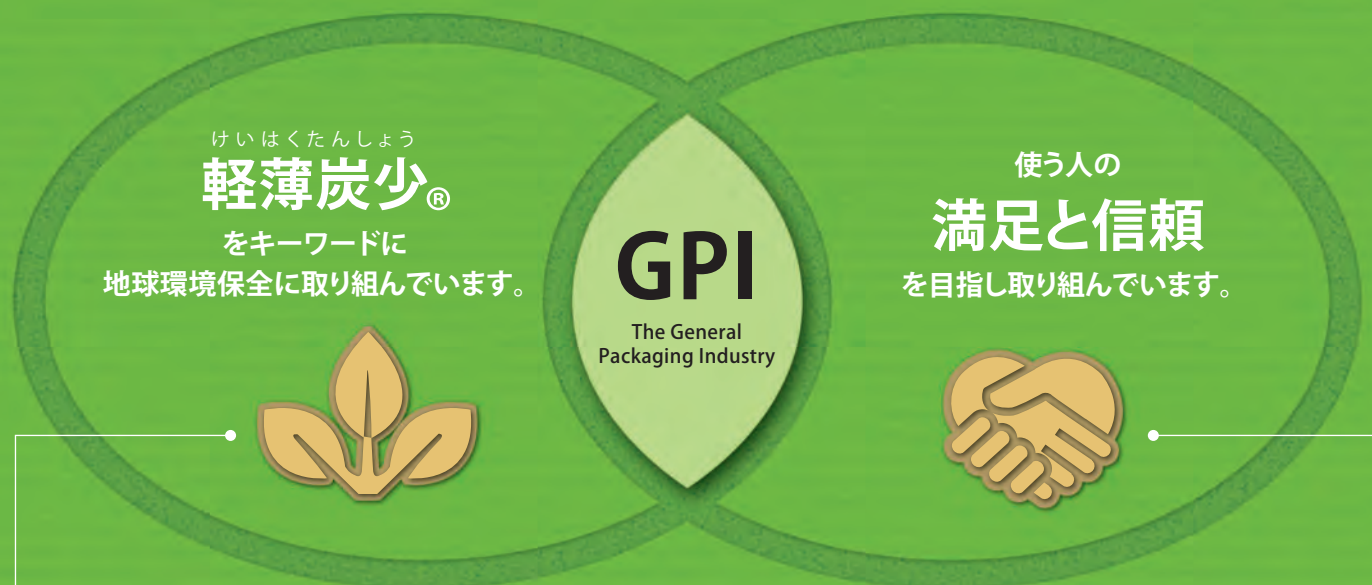 けいはくたんしょう
軽薄炭少®
をキーワードに
地球環境保全に取り組んでいます。
GPI
The General
Packaging Industry
使う人の
満足と信頼
を目指し取り組んでいます。